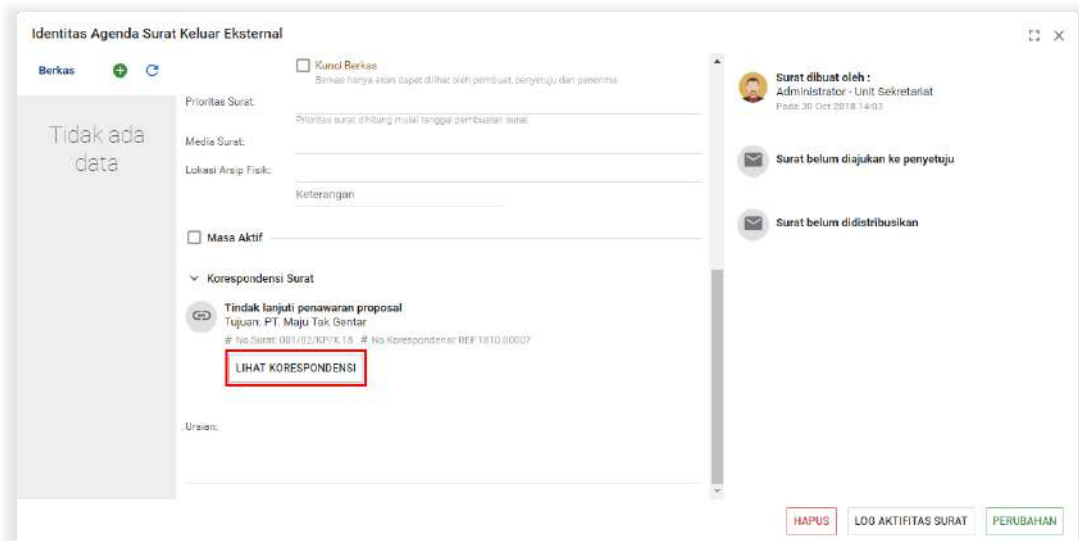 Identitas Agenda Surat Keluar Eksternal
Berkas
Tidak ada
data
Kunci Berkas
Berkas hanya akan dapat dilihat oleh pembuat, penyetuju dan penerima
Prioritas Surat:
Prioritas surat dihitung mulai tanggal pembuatan surat
Media Surat:
Lokasi Arsip Fisik:
Keterangan
Masa Aktif
Korespondensi Surat
Tindak lanjuti penawaran proposal
Tujuan: PT. Maju Tak Gentar
# No.Surat: 001/02/KP/X.18 # No Korespondensi: REF.1810.00007
LIHAT KORESPONDENSI
Uraian:
Surat dibuat oleh :
Administrator - Unit Sekretariat
Pada 30 Oct 2018 14:03
Surat belum diajukan ke penyetuju
Surat belum didistribusikan
HAPUS
LOG AKTIFITAS SURAT
PERUBAHAN